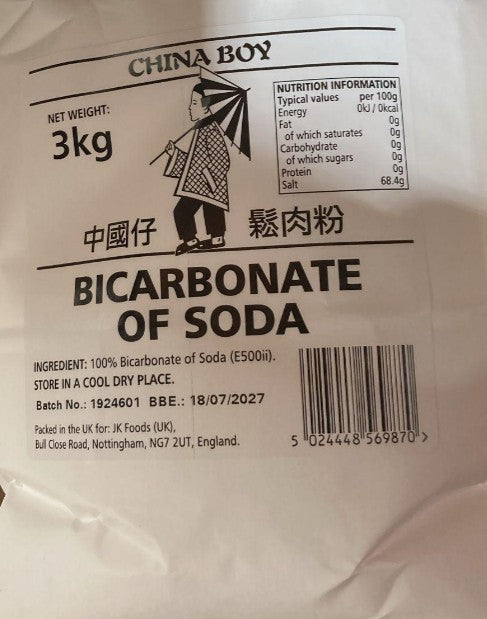 CHINA BOY
NET WEIGHT:
3kg
NUTRITION INFORMATION
Typical values per 100g
Energy 0kJ / 0kcal
Fat 0g
of which saturates 0g
Carbohydrate 0g
of which sugars 0g
Protein 0g
Salt 68.4g
中國仔 鬆肉粉
BICARBONATE
OF SODA
INGREDIENT: 100% Bicarbonate of Soda (E500ii).
STORE IN A COOL DRY PLACE.
Batch No.: 1924601 BBE.: 18/07/2027
Packed in the UK for: JK Foods (UK),
Bull Close Road, Nottingham, NG7 2UT, England.
5 024448 569870 >